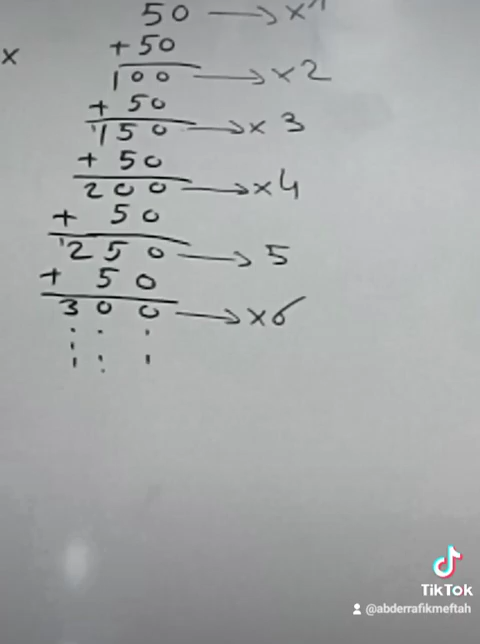 50 → x1
+50
x
100 → x2
+ 50
150 → x3
+ 50
200 → x4
+ 50
250 → 5
+ 50
300 → x6
TikTok
@abderrafikmeftah